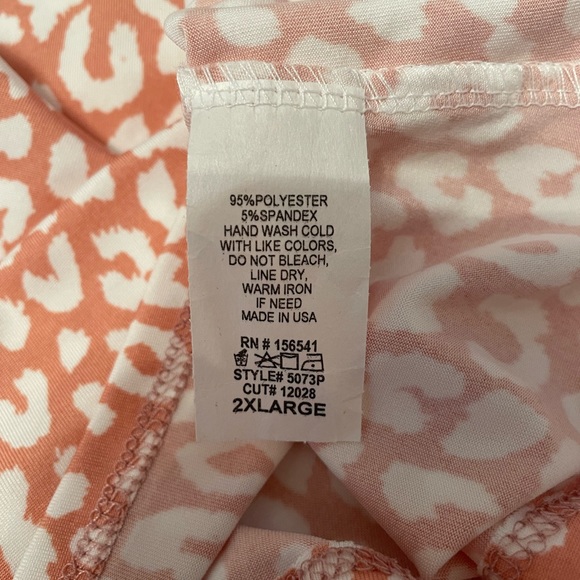 95%POLYESTER
5%SPANDEX
HAND WASH COLD
WITH LIKE COLORS,
DO NOT BLEACH,
LINE DRY,
WARM IRON
IF NEED
MADE IN USA
RN # 156541
STYLE# 5073P
CUT# 12028
2XLARGE